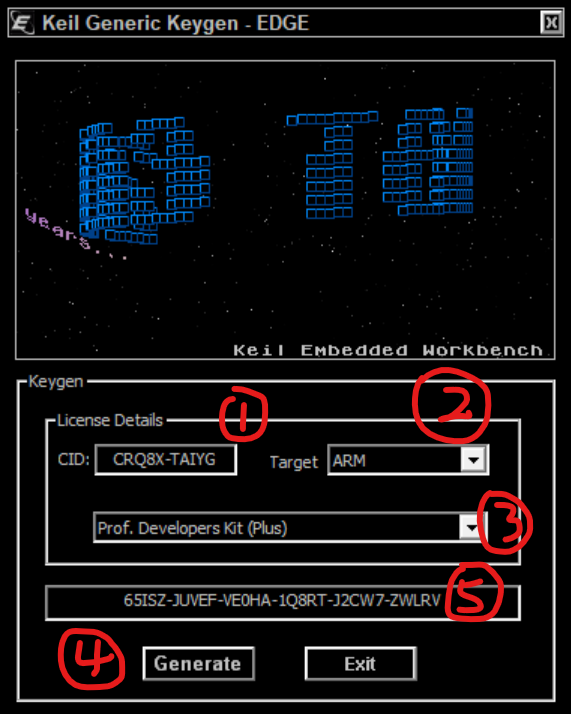 Keil Generic Keygen - EDGE
years...
Keil Embedded Workbench
Keygen
1
2
License Details
CID: CRQ8X-TAIYG Target ARM
Prof. Developers Kit (Plus)
3
65ISZ-JUVEF-VE0HA-1Q8RT-J2CW7-ZWLRV
5
4
Generate Exit